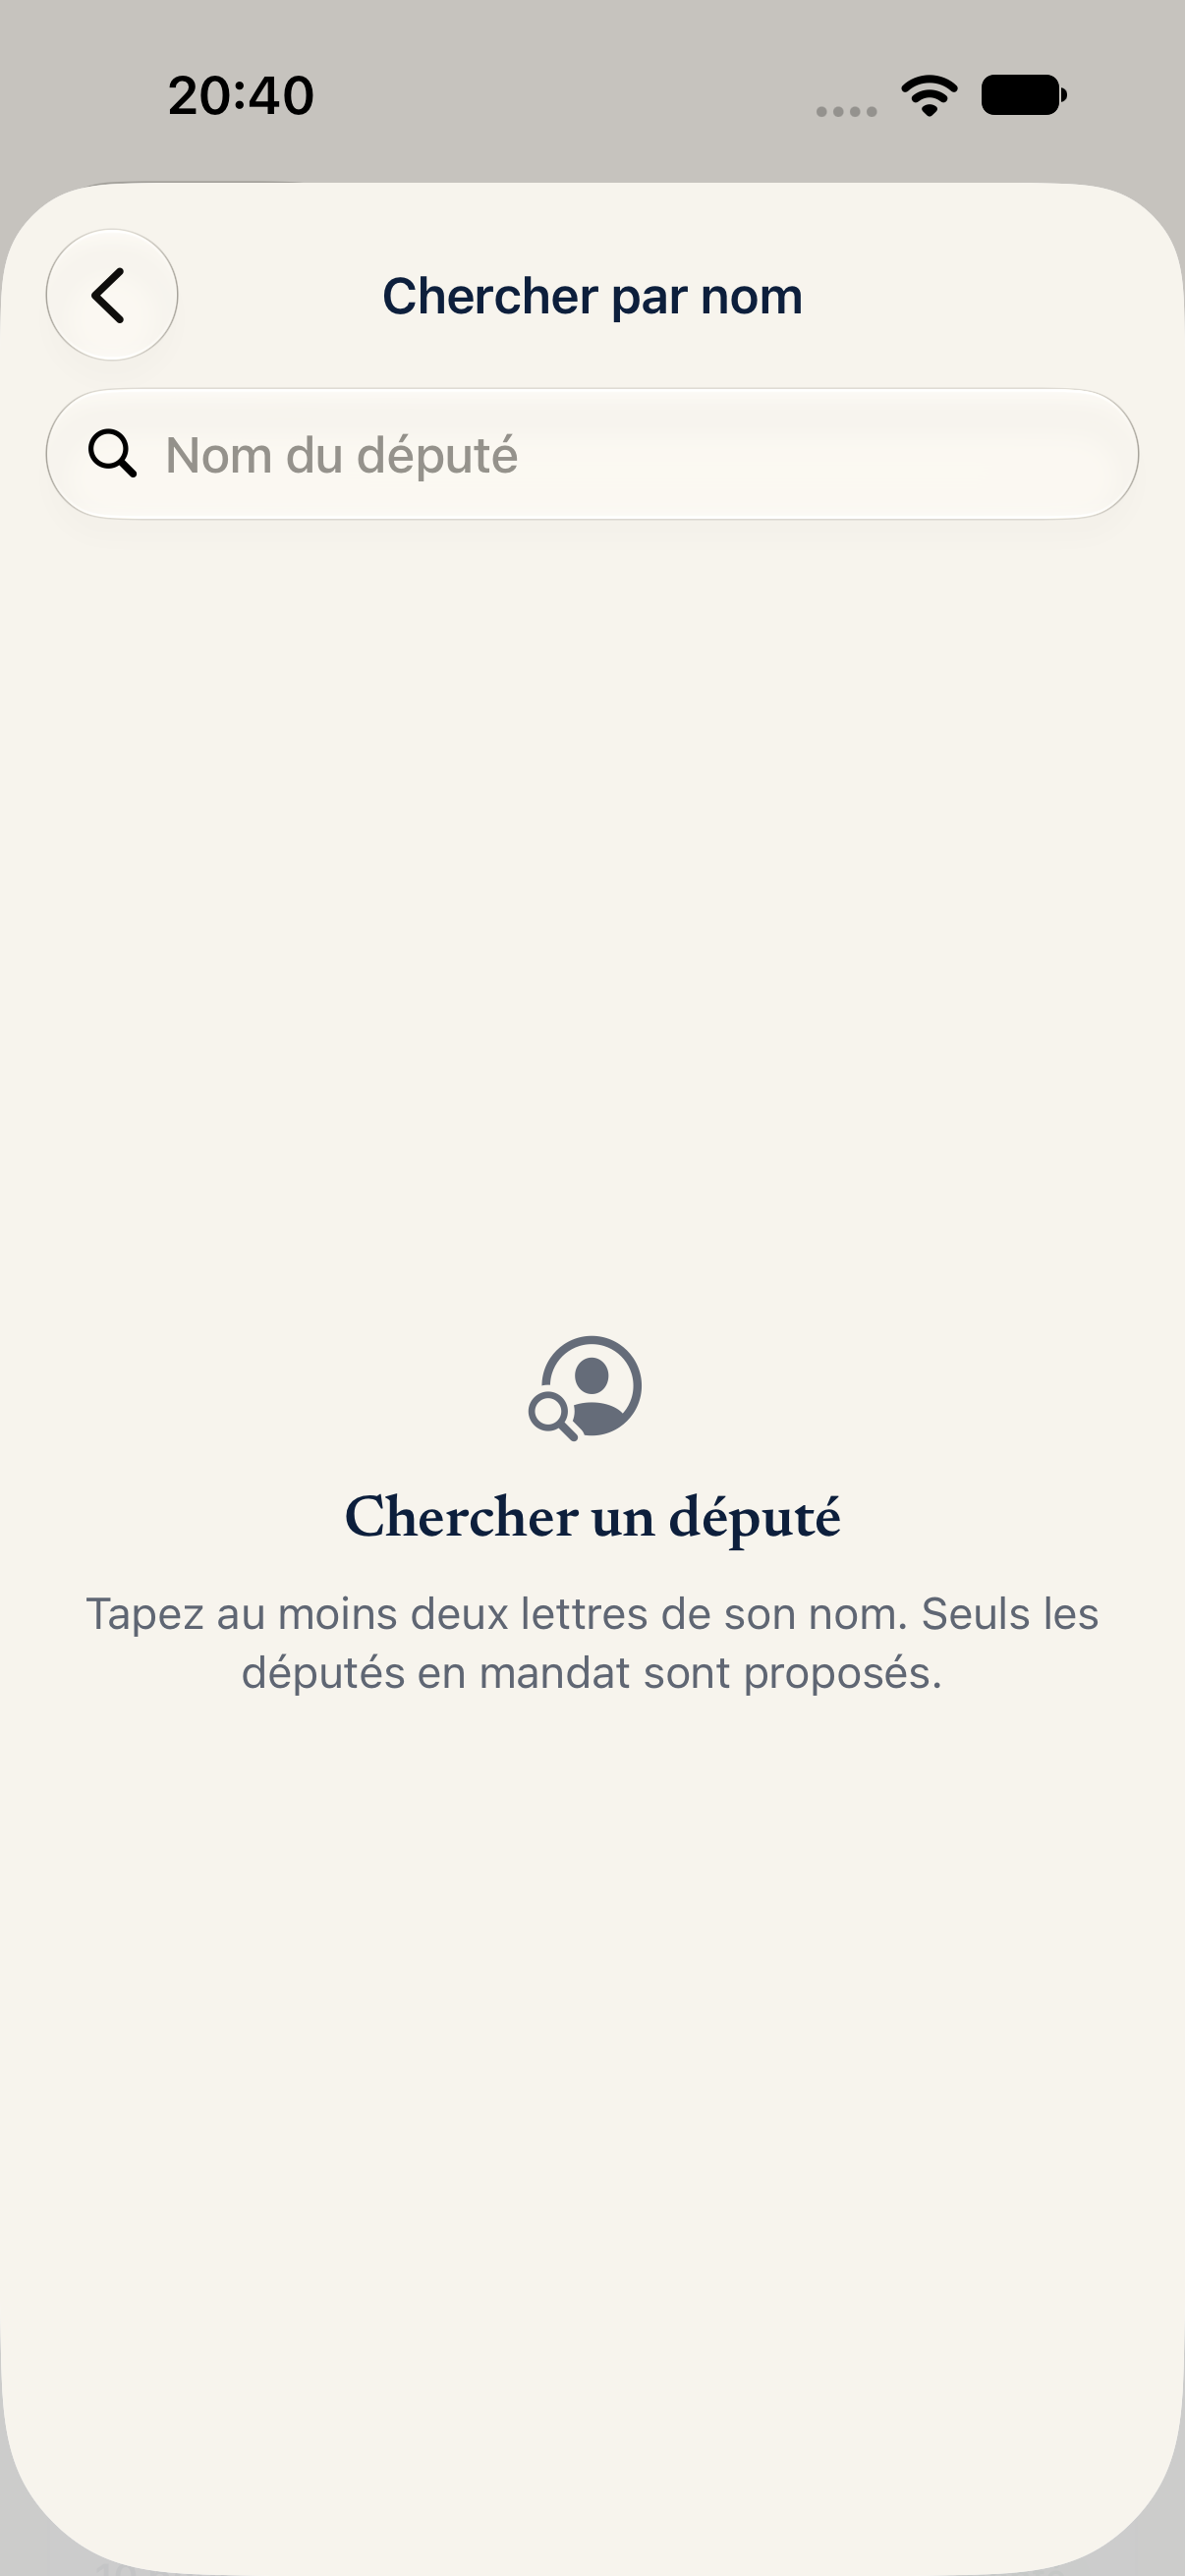 20:40
Chercher par nom
Nom du député
Chercher un député
Tapez au moins deux lettres de son nom. Seuls les
députés en mandat sont proposés.